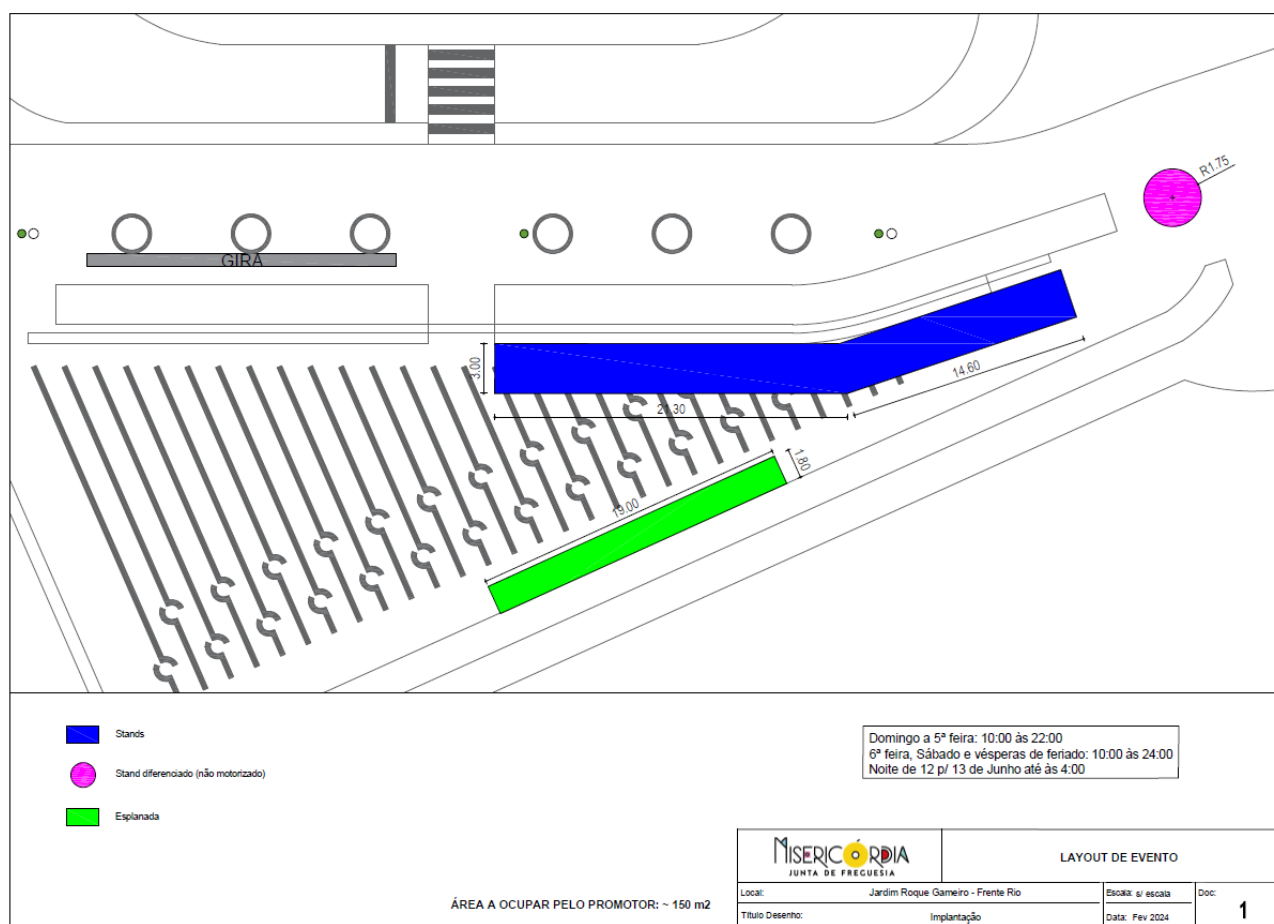 R1.75
GIRA
3.00
21.30
14.60
1.80
19.00
Stands
Stand diferenciado (não motorizado)
Esplanada
Domingo a 5ª feira: 10:00 às 22:00
6ª feira, Sábado e vésperas de feriado: 10:00 às 24:00
Noite de 12 p/ 13 de Junho até às 4:00
ÁREA A OCUPAR PELO PROMOTOR: ~ 150 m2
MISERICÓRDIA
JUNTA DE FREGUESIA
LAYOUT DE EVENTO
Local: Jardim Roque Gameiro - Frente Rio
Escala: s/ escala
Doc:
1
Título Desenho: Implantação
Data: Fev 2024